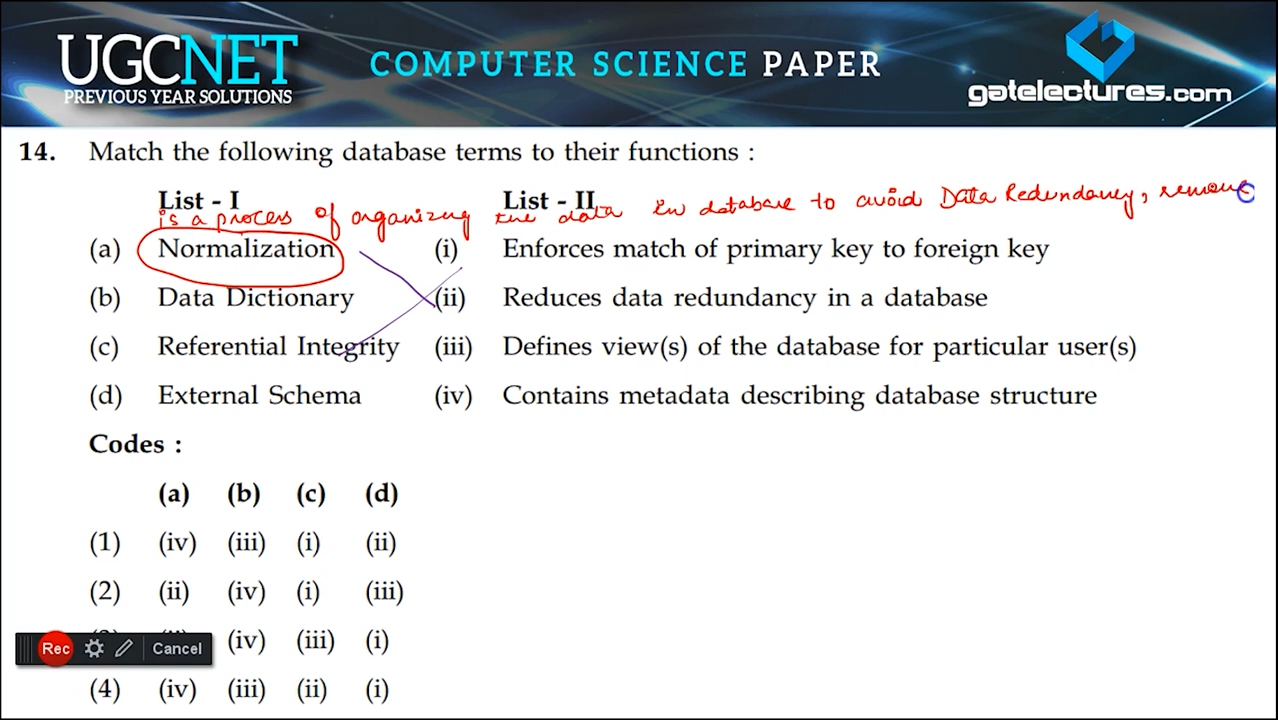 UGCNET
PREVIOUS YEAR SOLUTIONS
COMPUTER SCIENCE PAPER
gatelectures.com
14. Match the following database terms to their functions :
List - I List - II
is a process of organizing the data in database to avoid Data Redundancy, remove
(a) Normalization (i) Enforces match of primary key to foreign key
(b) Data Dictionary (ii) Reduces data redundancy in a database
(c) Referential Integrity (iii) Defines view(s) of the database for particular user(s)
(d) External Schema (iv) Contains metadata describing database structure
Codes :
(a) (b) (c) (d)
(1) (iv) (iii) (i) (ii)
(2) (ii) (iv) (i) (iii)
(iv) (iii) (i)
Rec Cancel
(4) (iv) (iii) (ii) (i)